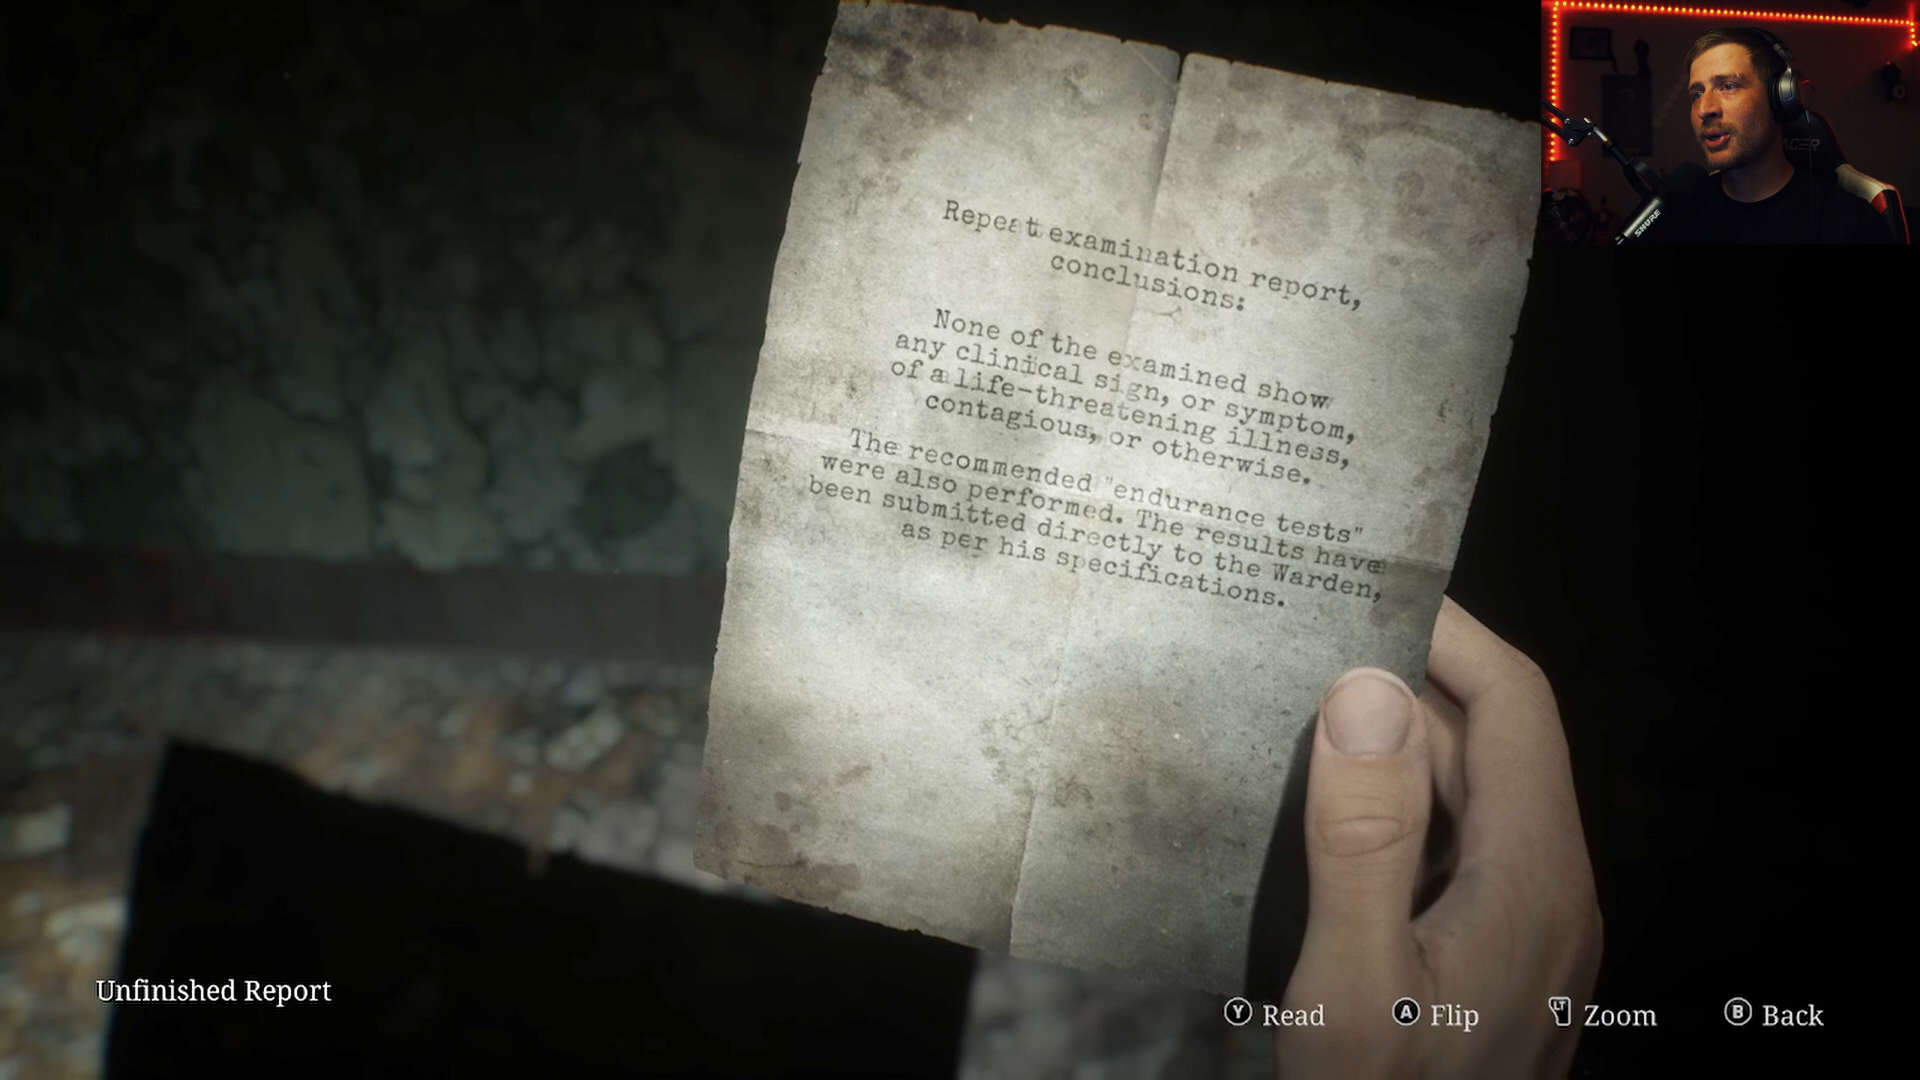 Repeat examination report,
conclusions:
None of the examined show
any clinical sign, or symptom,
of a life-threatening illness,
contagious, or otherwise.
The recommended "endurance tests"
were also performed. The results have
been submitted directly to the Warden,
as per his specifications.
SHURE
Unfinished Report
Y Read
A Flip
LT Zoom
B Back